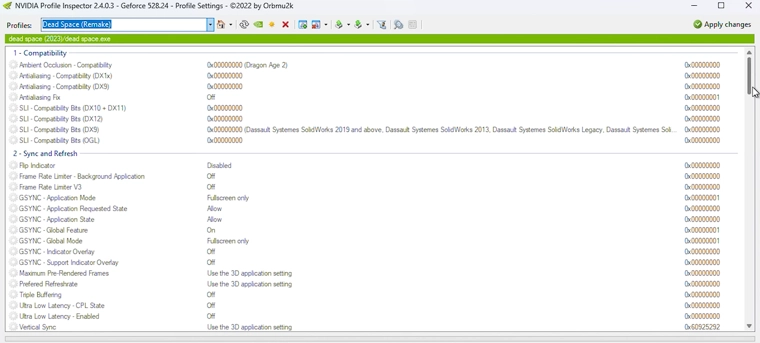 NVIDIA Profile Inspector 2.4.0.3 - Geforce 528.24 - Profile Settings - ©2022 by Orbmu2k
Profiles: Dead Space (Remake) Apply changes
dead space (2023)/dead space.exe
1 - Compatibility
Ambient Occlusion - Compatibility 0x00000000 (Dragon Age 2) 0x00000000
Antialiasing - Compatibility (DX1x) 0x00000000 0x00000000
Antialiasing - Compatibility (DX9) 0x00000000 0x00000000
Antialiasing Fix Off 0x00000001
SLI - Compatibility Bits (DX10 + DX11) 0x00000000 0x00000000
SLI - Compatibility Bits (DX12) 0x00000000 0x00000000
SLI - Compatibility Bits (DX9) 0x00000000 (Dassault Systemes SolidWorks 2019 and above, Dassault Systemes SolidWorks 2013, Dassault Systemes SolidWorks Legacy, Dassault Systemes Soli... 0x00000000
SLI - Compatibility Bits (OGL) 0x00000000 0x00000000
2 - Sync and Refresh
Flip Indicator Disabled 0x00000000
Frame Rate Limiter - Background Application Off 0x00000000
Frame Rate Limiter V3 Off 0x00000000
GSYNC - Application Mode Fullscreen only 0x00000001
GSYNC - Application Requested State Allow 0x00000000
GSYNC - Application State Allow 0x00000000
GSYNC - Global Feature On 0x00000001
GSYNC - Global Mode Fullscreen only 0x00000001
GSYNC - Indicator Overlay Off 0x00000000
GSYNC - Support Indicator Overlay Off 0x00000000
Maximum Pre-Rendered Frames Use the 3D application setting 0x00000000
Prefered Refreshrate Use the 3D application setting 0x00000000
Triple Buffering Off 0x00000000
Ultra Low Latency - CPL State Off 0x00000000
Ultra Low Latency - Enabled Off 0x00000000
Vertical Sync Use the 3D application setting 0x60925292